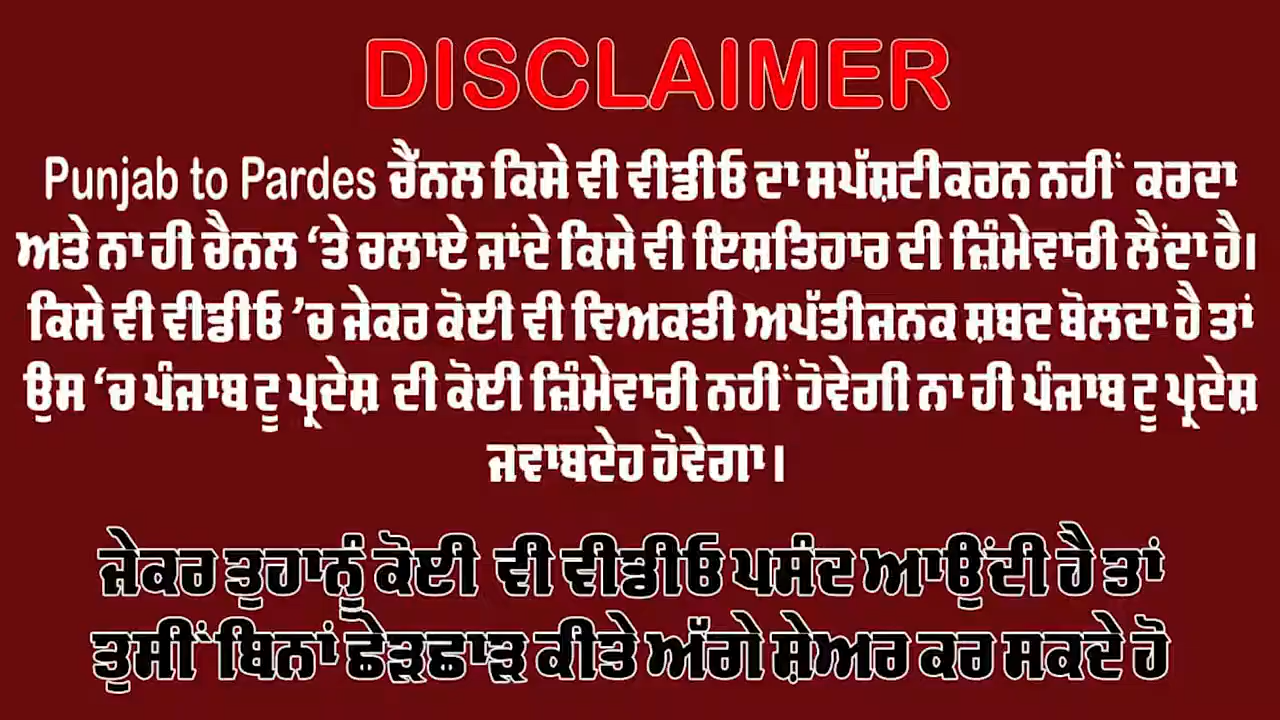 DISCLAIMER
Punjab to Pardes ਚੈੱਨਲ ਕਿਸੇ ਵੀ ਵੀਡੀਓ ਦਾ ਸਪੱਸ਼ਟੀਕਰਨ ਨਹੀਂ ਕਰਦਾ
ਅਤੇ ਨਾ ਹੀ ਚੈਨਲ ‘ਤੇ ਚਲਾਏ ਜਾਂਦੇ ਕਿਸੇ ਵੀ ਇਸ਼ਤਿਹਾਰ ਦੀ ਜ਼ਿੰਮੇਵਾਰੀ ਲੈਂਦਾ ਹੈ।
ਕਿਸੇ ਵੀ ਵੀਡੀਓ ’ਚ ਜੇਕਰ ਕੋਈ ਵੀ ਵਿਅਕਤੀ ਅਪੱਤੀਜਨਕ ਸ਼ਬਦ ਬੋਲਦਾ ਹੈ ਤਾਂ
ਉਸ ‘ਚ ਪੰਜਾਬ ਟੂ ਪ੍ਰਦੇਸ਼ ਦੀ ਕੋਈ ਜ਼ਿੰਮੇਵਾਰੀ ਨਹੀਂ ਹੋਵੇਗੀ ਨਾ ਹੀ ਪੰਜਾਬ ਟੂ ਪ੍ਰਦੇਸ਼
ਜਵਾਬਦੇਹ ਹੋਵੇਗਾ।
ਜੇਕਰ ਤੁਹਾਨੂੰ ਕੋਈ ਵੀ ਵੀਡੀਓ ਪਸੰਦ ਆਉਂਦੀ ਹੈ ਤਾਂ
ਤੁਸੀਂ ਬਿਨਾਂ ਛੇੜਛਾੜ ਕੀਤੇ ਅੱਗੇ ਸ਼ੇਅਰ ਕਰ ਸਕਦੇ ਹੋ